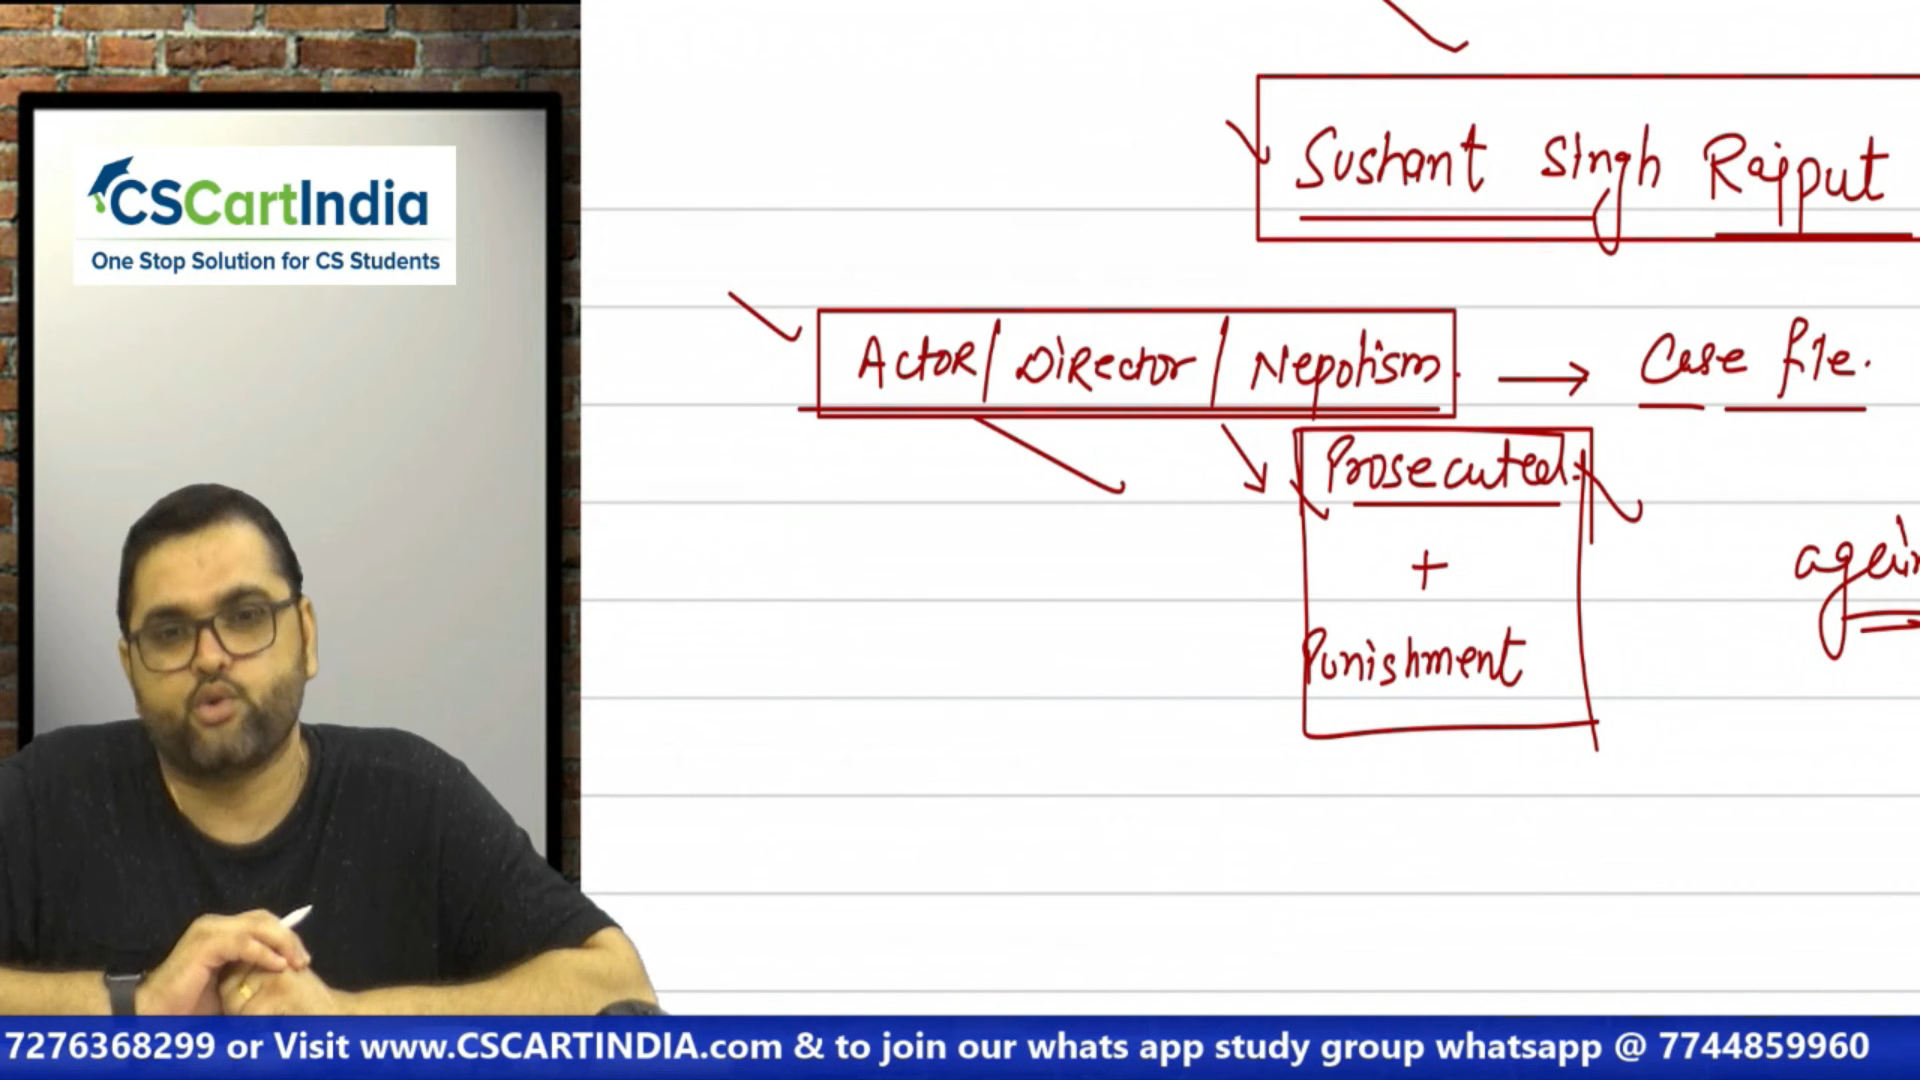 CSCartIndia
One Stop Solution for CS Students
Sushant Singh Rajput
Actor/ Director/ Nepotism. → Case file.
Prosecuted.
+
Punishment
7276368299 or Visit www.CSCARTINDIA.com & to join our whats app study group whatsapp @ 7744859960